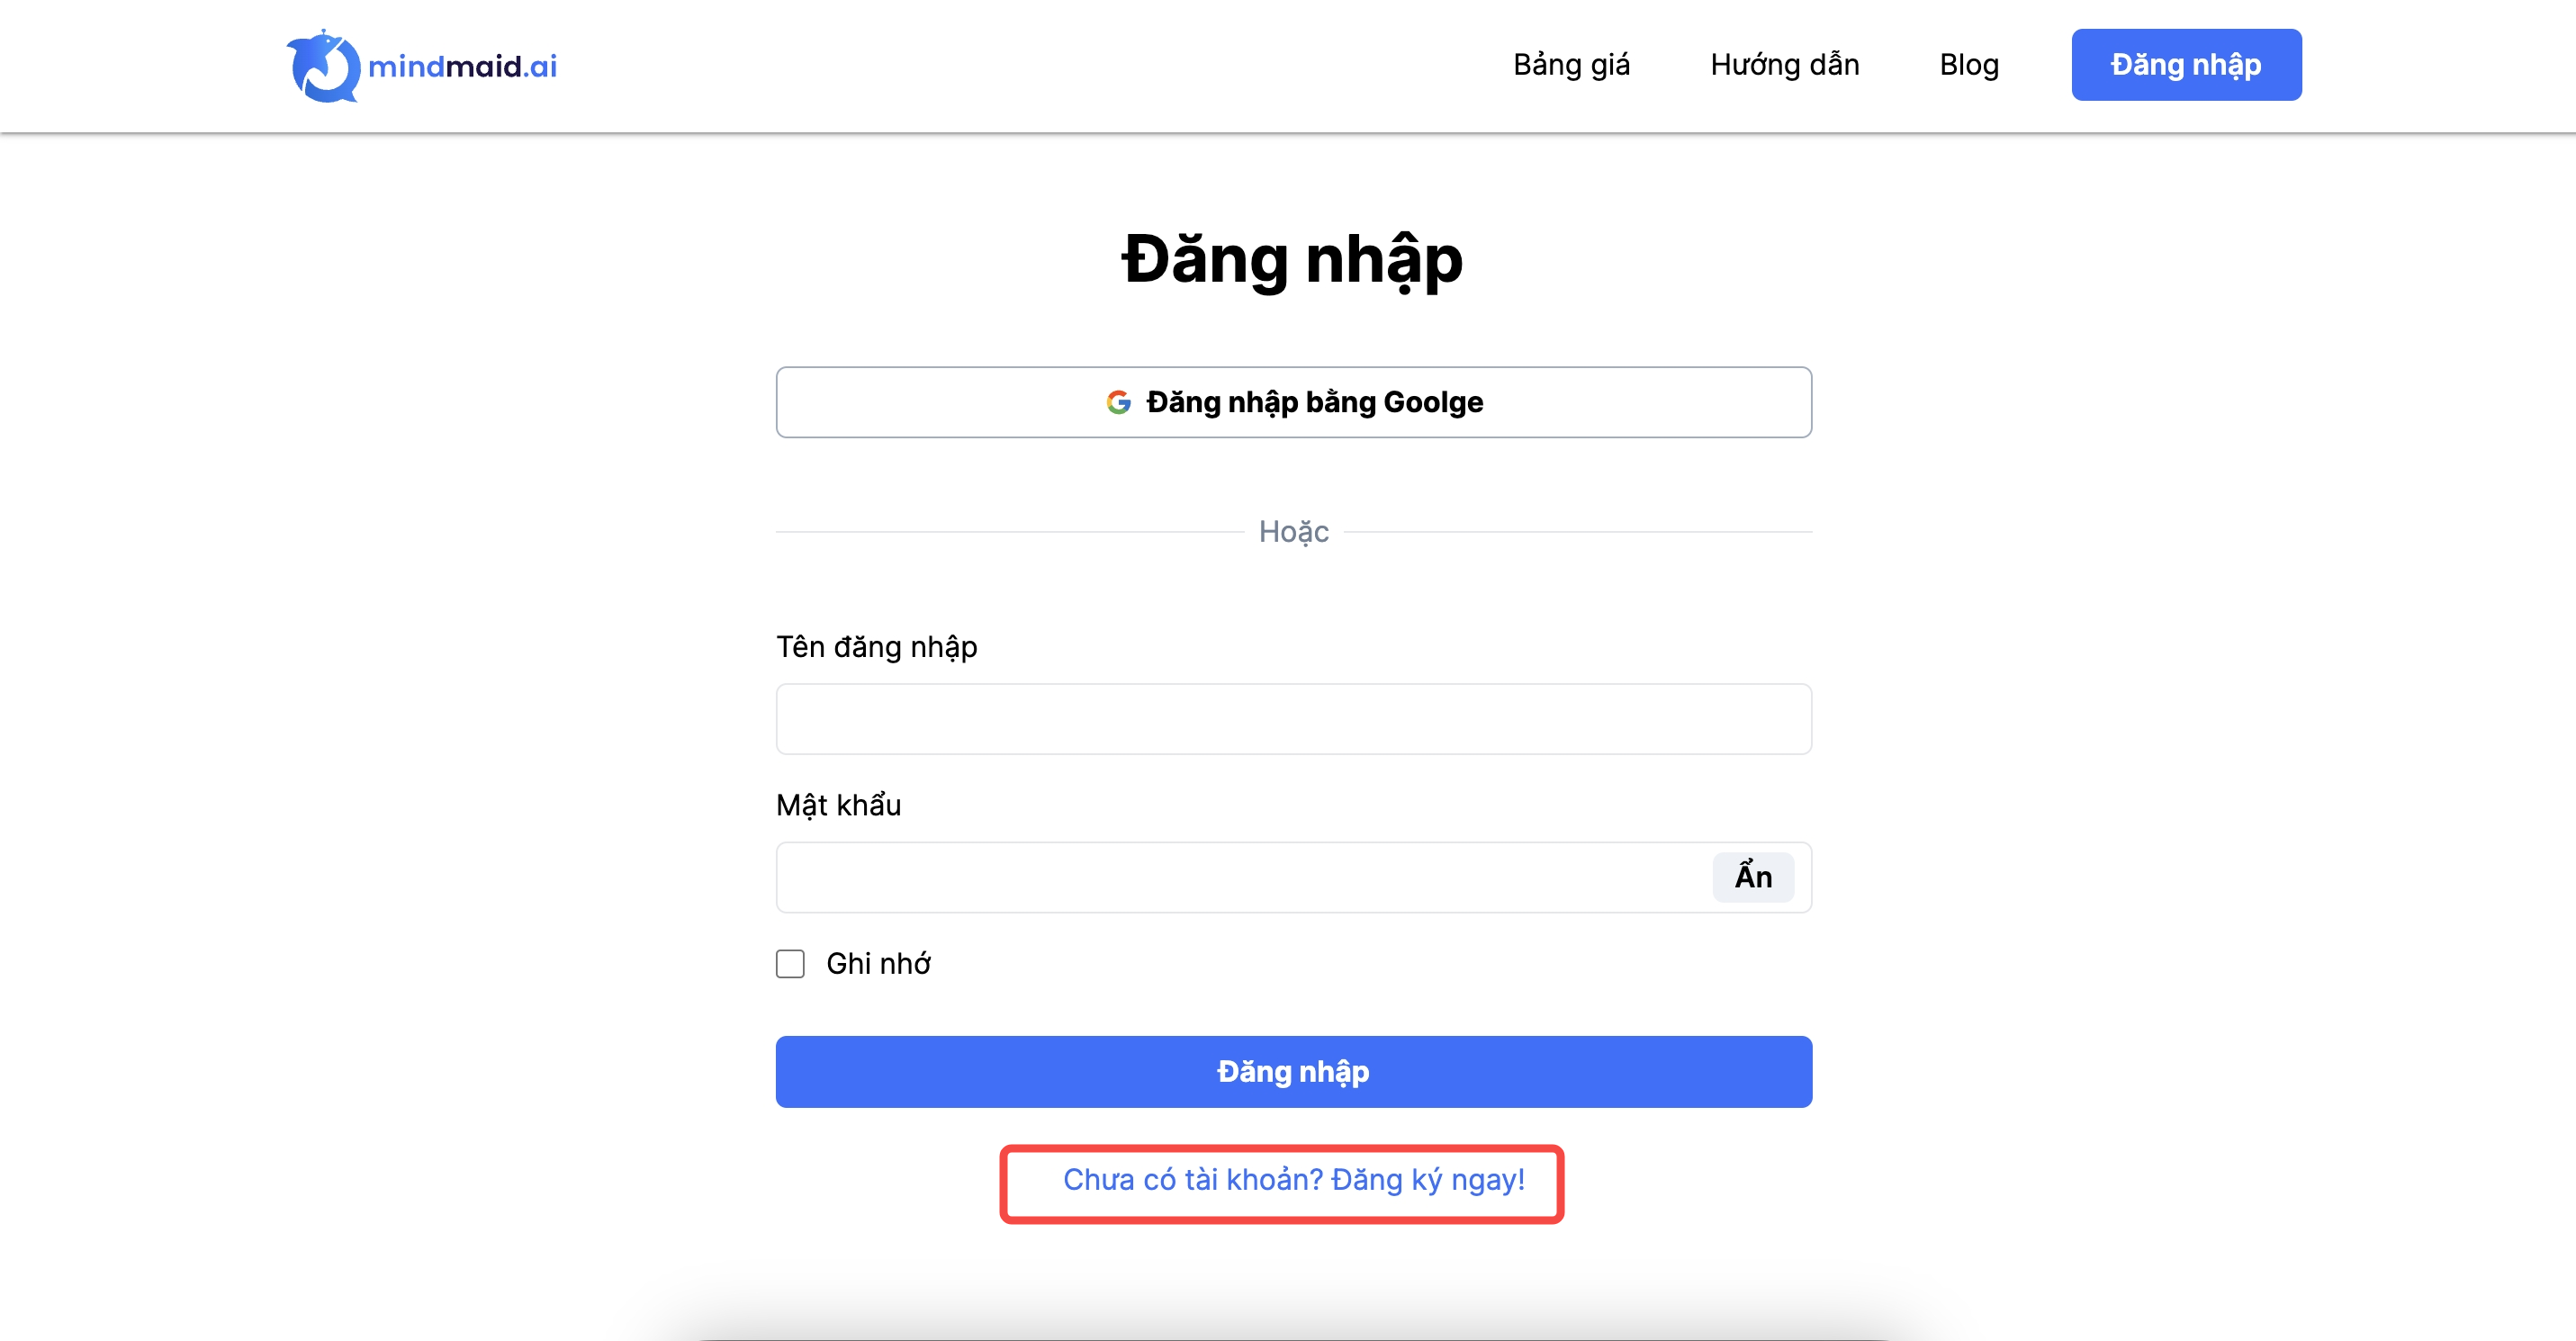 mindmaid.ai
Bảng giá
Hướng dẫn
Blog
Đăng nhập
Đăng nhập
Đăng nhập bằng Goolge
Hoặc
Tên đăng nhập
Mật khẩu
Ẩn
Ghi nhớ
Đăng nhập
Chưa có tài khoản? Đăng ký ngay!